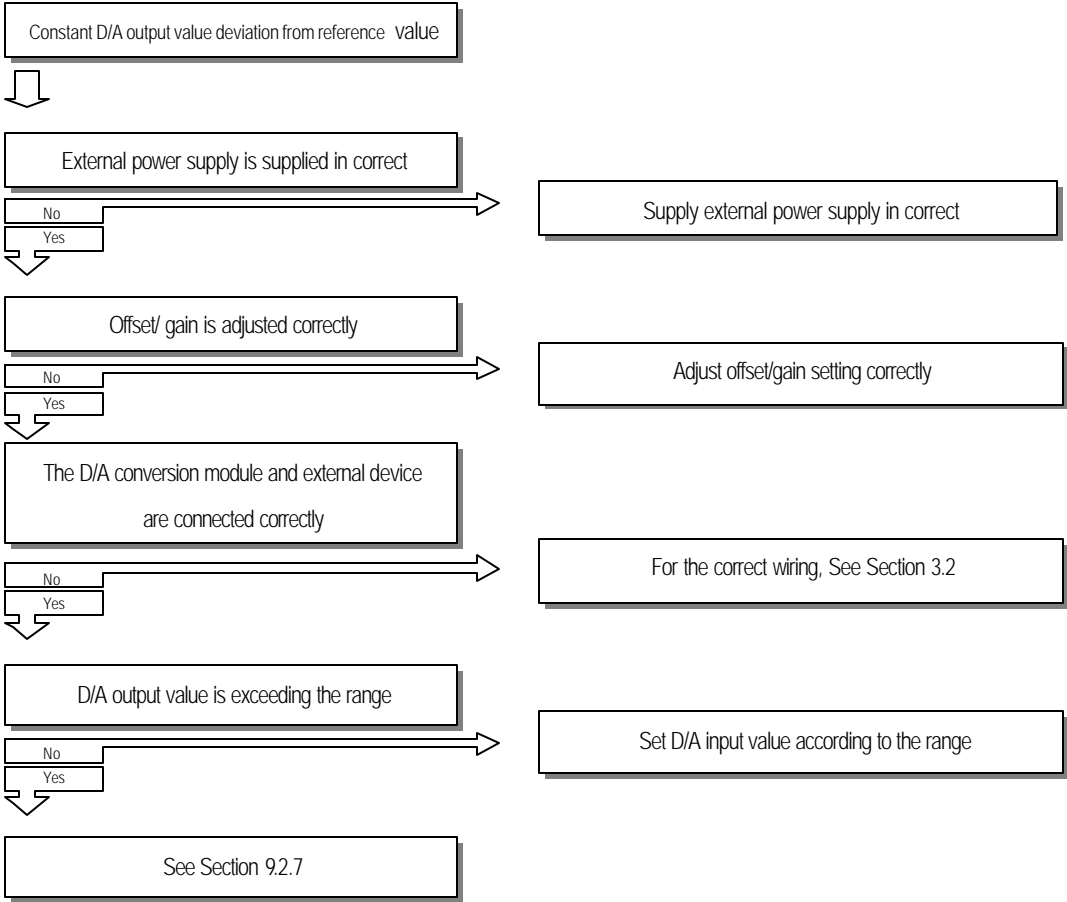 Constant D/A output value deviation from reference value
External power supply is supplied in correct
No
Supply external power supply in correct
Yes
Offset/ gain is adjusted correctly
No
Adjust offset/gain setting correctly
Yes
The D/A conversion module and external device
are connected correctly
No
For the correct wiring, See Section 3.2
Yes
D/A output value is exceeding the range
No
Set D/A input value according to the range
Yes
See Section 9.2.7